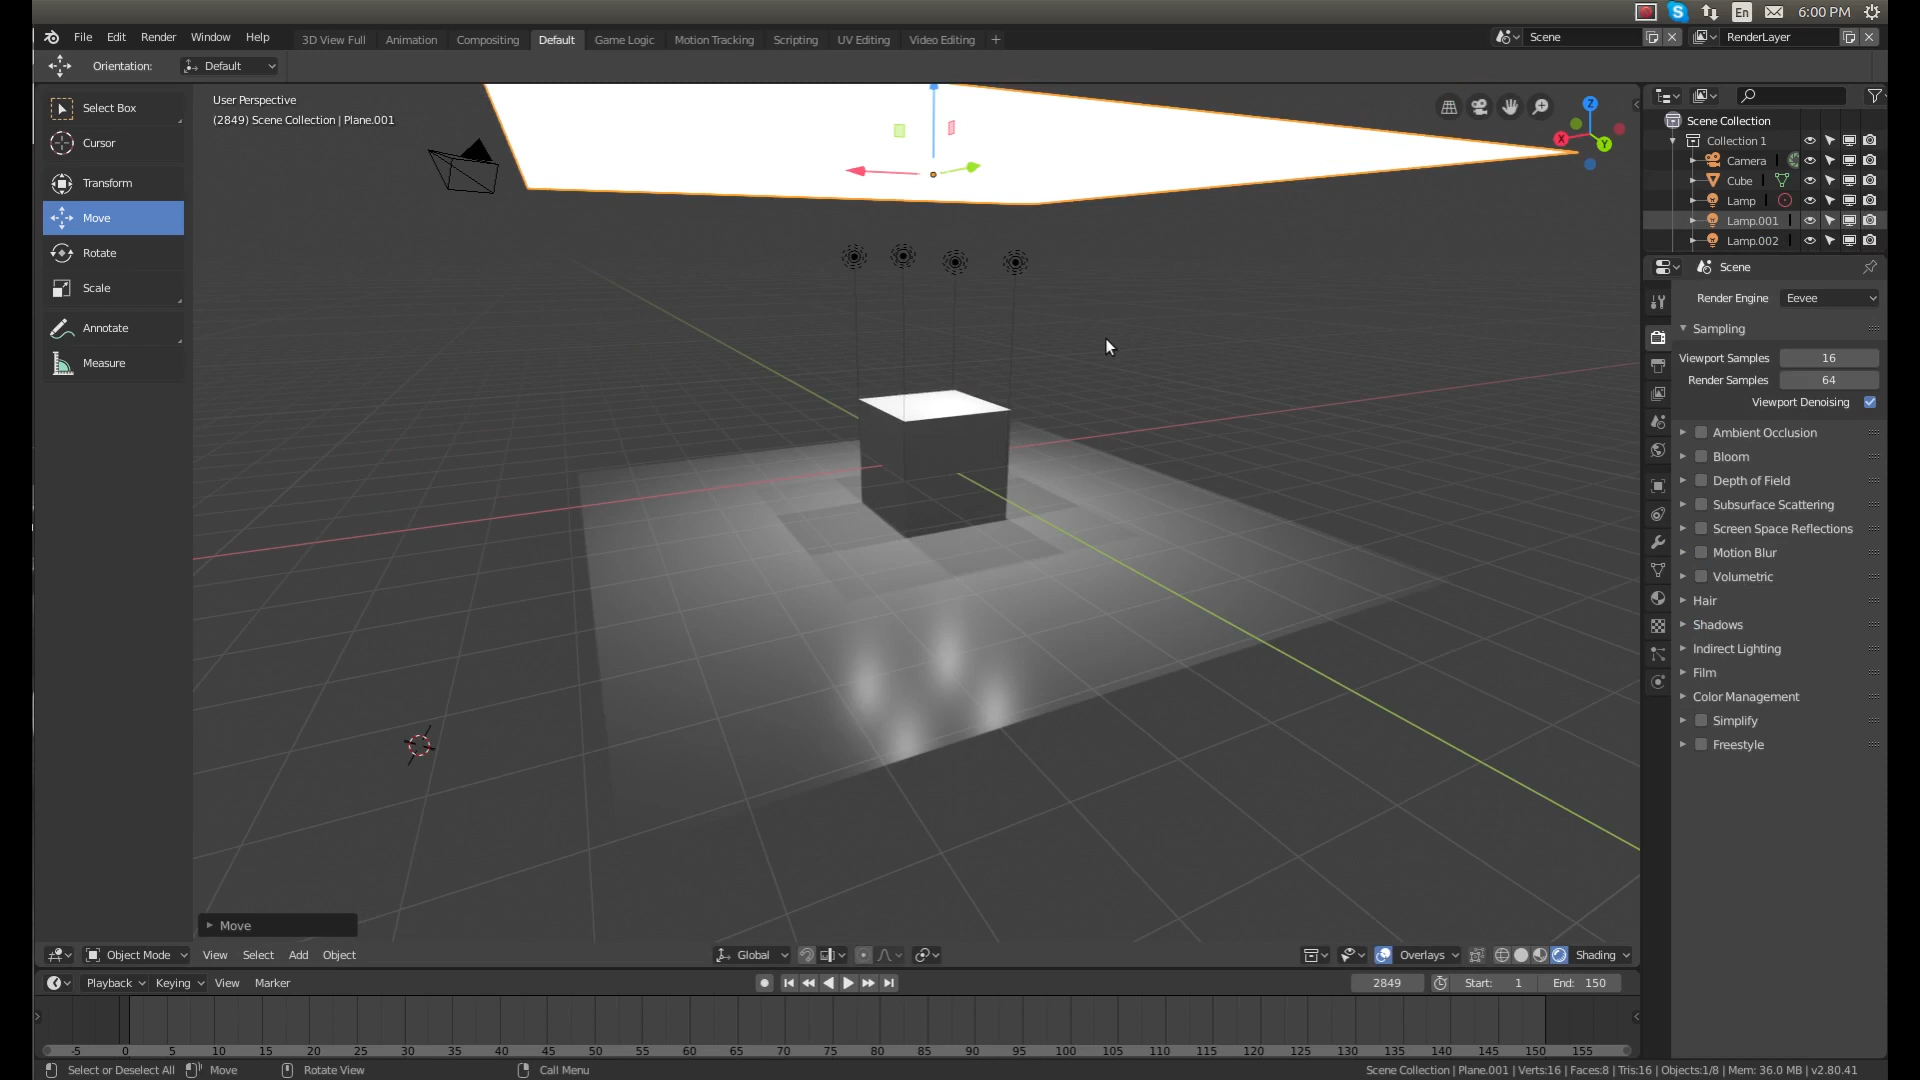 En 6:00 PM
File Edit Render Window Help 3D View Full Animation Compositing Default Game Logic Motion Tracking Scripting UV Editing Video Editing + Scene RenderLayer
Orientation: Default
Select Box
Cursor
Transform
Move
Rotate
Scale
Annotate
Measure
User Perspective
(2849) Scene Collection | Plane.001
Z
X
Y
Scene Collection
Collection 1
Camera
Cube
Lamp
Lamp.001
Lamp.002
Scene
Render Engine Eevee
Sampling
Viewport Samples 16
Render Samples 64
Viewport Denoising
Ambient Occlusion
Bloom
Depth of Field
Subsurface Scattering
Screen Space Reflections
Motion Blur
Volumetric
Hair
Shadows
Indirect Lighting
Film
Color Management
Simplify
Freestyle
Move
Object Mode View Select Add Object Global Overlays Shading
Playback Keying View Marker 2849 Start: 1 End: 150
-5 0 5 10 15 20 25 30 35 40 45 50 55 60 65 70 75 80 85 90 95 100 105 110 115 120 125 130 135 140 145 150 155
Select or Deselect All Move Rotate View Call Menu Scene Collection | Plane.001 | Verts:16 | Faces:8 | Tris:16 | Objects:1/8 | Mem: 36.0 MB | v2.80.41